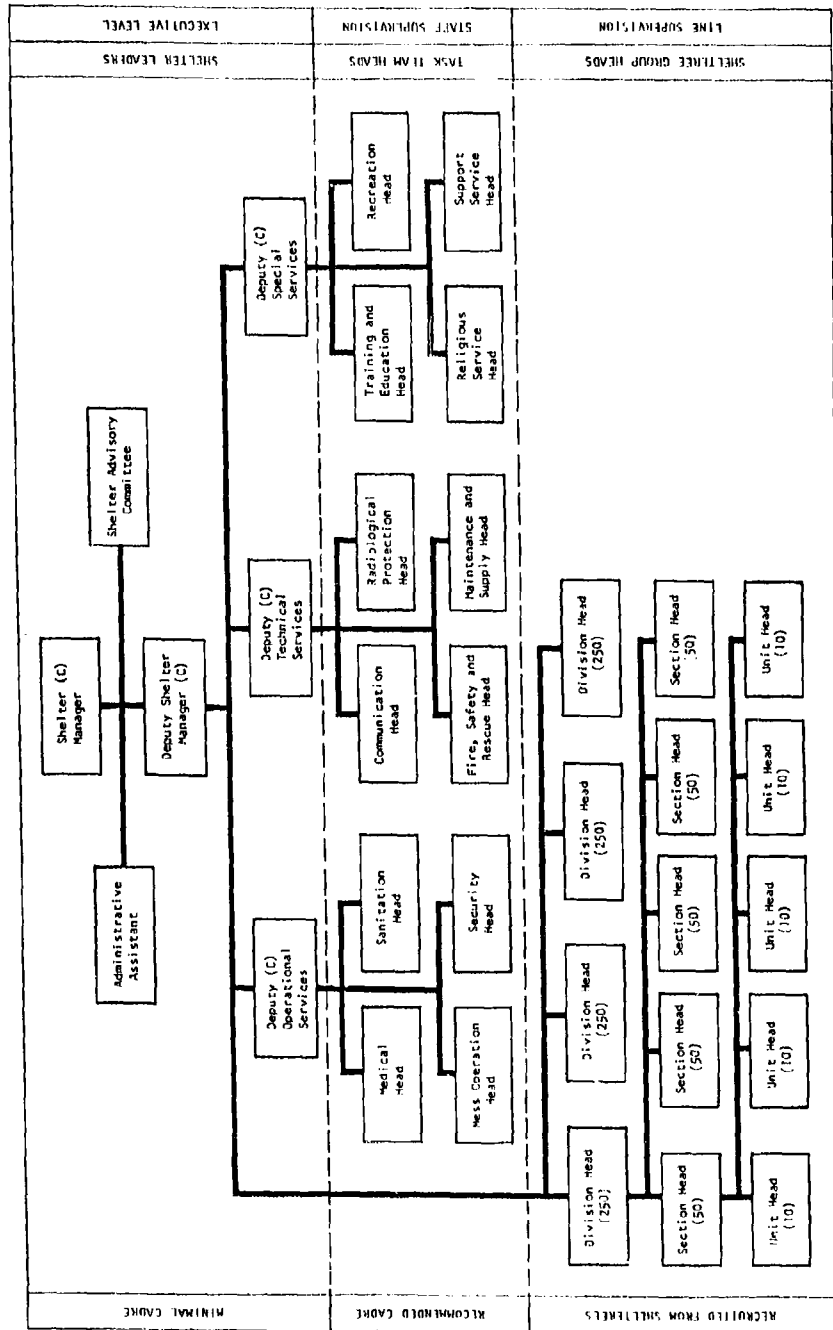 EXECUTIVE LEVEL
STAFF SUPERVISION
LINE SUPERVISION
SHELTER LEADERS
TASK TEAM HEADS
SHELTEREE GROUP HEADS
Shelter (C)
Manager
Administrative
Assistant
Shelter Advisory
Committee
Deputy Shelter
Manager (C)
Deputy (C)
Operational
Services
Deputy (C)
Technical
Services
Deputy (C)
Special
Services
Medical
Head
Sanitation
Head
Communication
Head
Radiological
Protection
Head
Training and
Education
Head
Recreation
Head
Mess Operation
Head
Security
Head
Fire, Safety and
Rescue Head
Maintenance and
Supply Head
Religious
Service
Head
Support
Service
Head
Division Head
(250)
Division Head
(250)
Division Head
(250)
Division Head
(250)
Section Head
(50)
Section Head
(50)
Section Head
(50)
Section Head
(50)
Section Head
(50)
Unit Head
(10)
Unit Head
(10)
Unit Head
(10)
Unit Head
(10)
Unit Head
(10)
MINIMAL CADRE
RECOMMENDED CADRE
RECRUITED FROM SHELTEREES